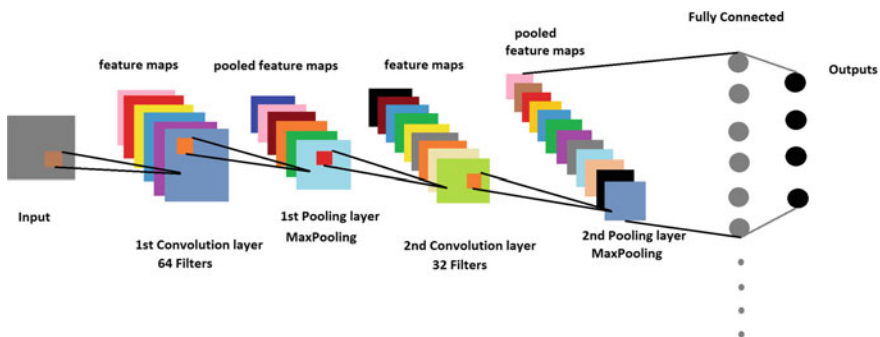 Fully Connected
pooled
feature maps
feature maps
pooled feature maps
feature maps
Outputs
Input
1st Convolution layer
64 Filters
1st Pooling layer
MaxPooling
2nd Convolution layer
32 Filters
2nd Pooling layer
MaxPooling